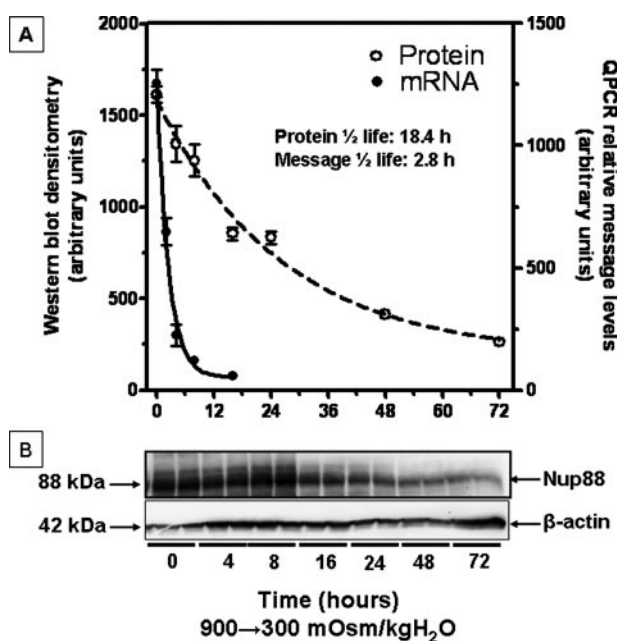 A
Western blot densitometry
(arbitrary units)
2000
1500
1000
500
0
Protein
mRNA
Protein ½ life: 18.4 h
Message ½ life: 2.8 h
1500
1000
500
0
QPCR relative message levels
(arbitrary units)
0 12 24 36 48 60 72
B
88 kDa
Nup88
42 kDa
β-actin
0 4 8 16 24 48 72
Time (hours)
900→300 mOsm/kgH₂O